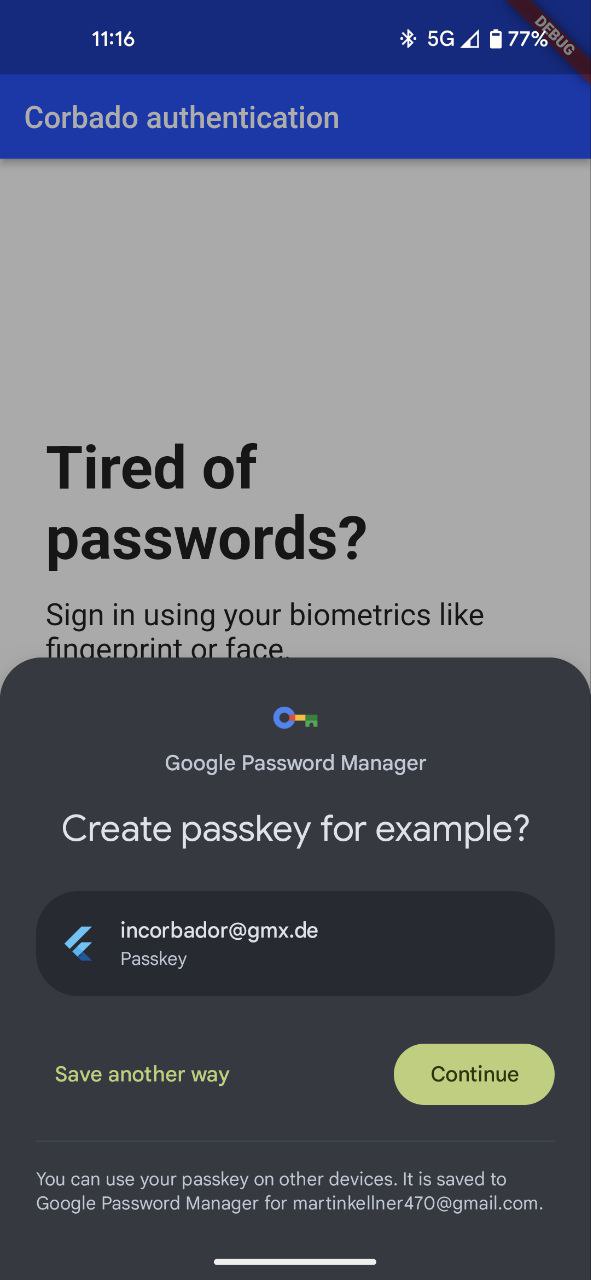 11:16
5G
77%
DEBUG
Corbado authentication
Tired of
passwords?
Sign in using your biometrics like
fingerprint or face.
Google Password Manager
Create passkey for example?
incorbador@gmx.de
Passkey
Save another way
Continue
You can use your passkey on other devices. It is saved to
Google Password Manager for martinkellner470@gmail.com.